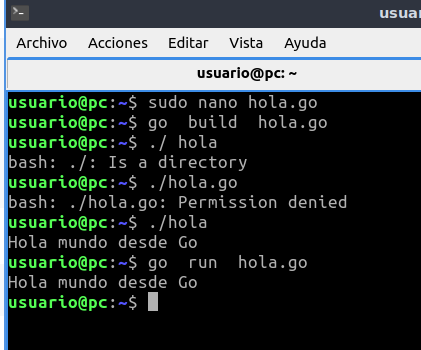 usuar
Archivo Acciones Editar Vista Ayuda
usuario@pc: ~
usuario@pc:~$ sudo nano hola.go
usuario@pc:~$ go  build  hola.go
usuario@pc:~$ ./ hola
bash: ./: Is a directory
usuario@pc:~$ ./hola.go
bash: ./hola.go: Permission denied
usuario@pc:~$ ./hola
Hola mundo desde Go
usuario@pc:~$ go  run  hola.go
Hola mundo desde Go
usuario@pc:~$